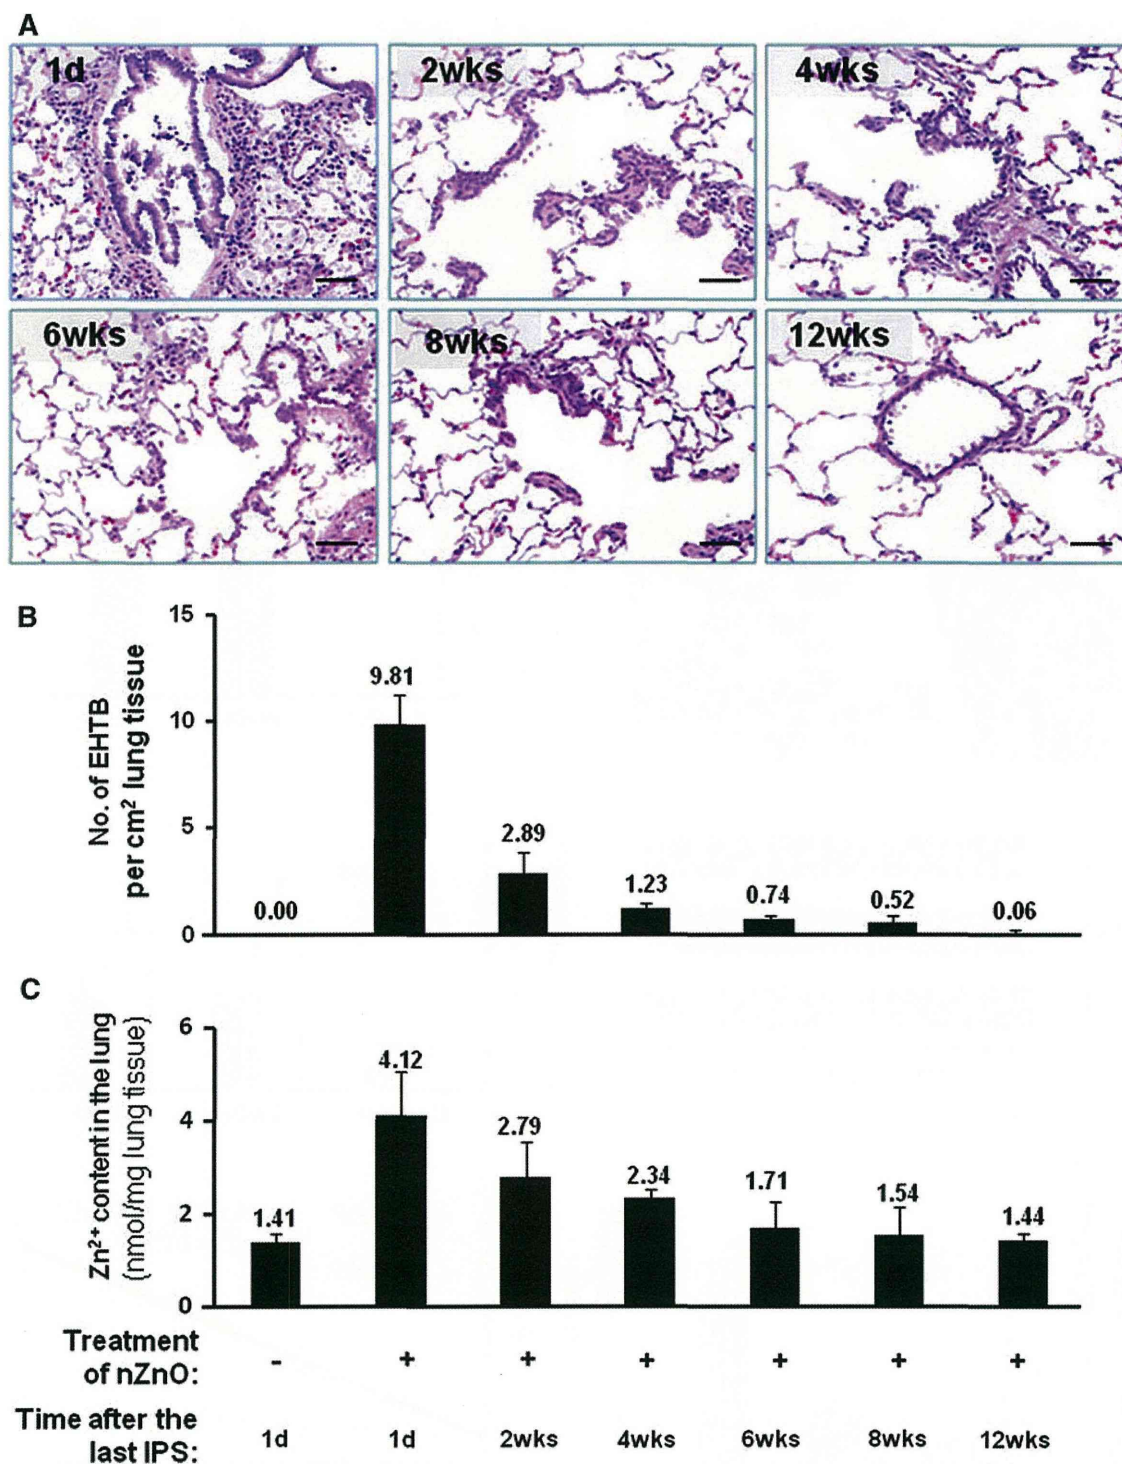 A
1d
2wks
4wks
6wks
8wks
12wks
B
No. of EHTB
per cm² lung tissue
15
10
5
0
0.00
9.81
2.89
1.23
0.74
0.52
0.06
C
Zn²⁺ content in the lung
(nmol/mg lung tissue)
6
4
2
0
1.41
4.12
2.79
2.34
1.71
1.54
1.44
Treatment
of nZnO:
- + + + + + +
Time after the
last IPS:
1d 1d 2wks 4wks 6wks 8wks 12wks